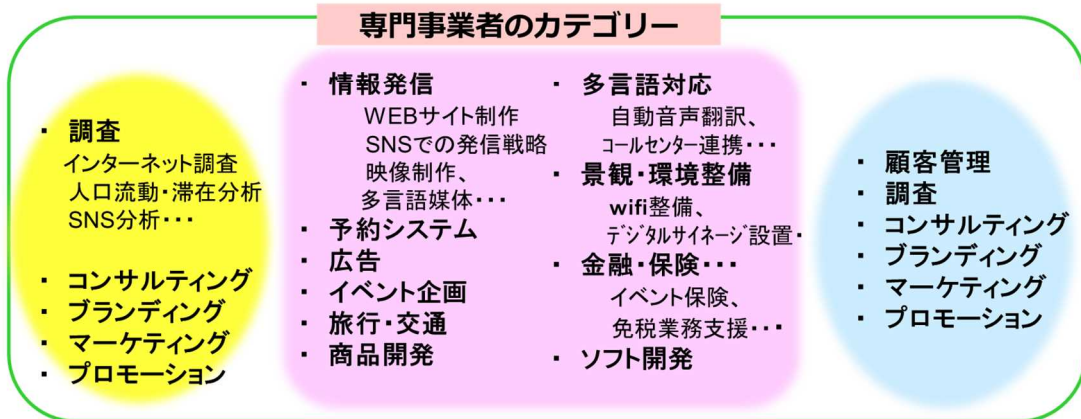 専門事業者のカテゴリー
・ 調査
インターネット調査
人口流動・滞在分析
SNS分析・・・
・ コンサルティング
・ ブランディング
・ マーケティング
・ プロモーション
・ 情報発信
WEBサイト制作
SNSでの発信戦略
映像制作、
多言語媒体・・・
・ 予約システム
・ 広告
・ イベント企画
・ 旅行・交通
・ 商品開発
・ 多言語対応
自動音声翻訳、
コールセンター連携・・・
・ 景観・環境整備
wifi整備、
デジタルサイネージ設置・
・ 金融・保険・・・
イベント保険、
免税業務支援・・・
・ ソフト開発
・ 顧客管理
・ 調査
・ コンサルティング
・ ブランディング
・ マーケティング
・ プロモーション